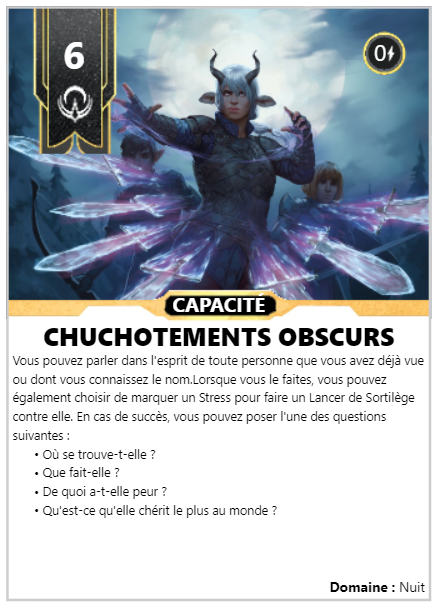 6
0
CAPACITÉ
CHUCHOTEMENTS OBSCURS
Vous pouvez parler dans l'esprit de toute personne que vous avez déjà vue
ou dont vous connaissez le nom.Lorsque vous le faites, vous pouvez
également choisir de marquer un Stress pour faire un Lancer de Sortilège
contre elle. En cas de succès, vous pouvez poser l'une des questions
suivantes :
• Où se trouve-t-elle ?
• Que fait-elle ?
• De quoi a-t-elle peur ?
• Qu'est-ce qu'elle chérit le plus au monde ?
Domaine : Nuit